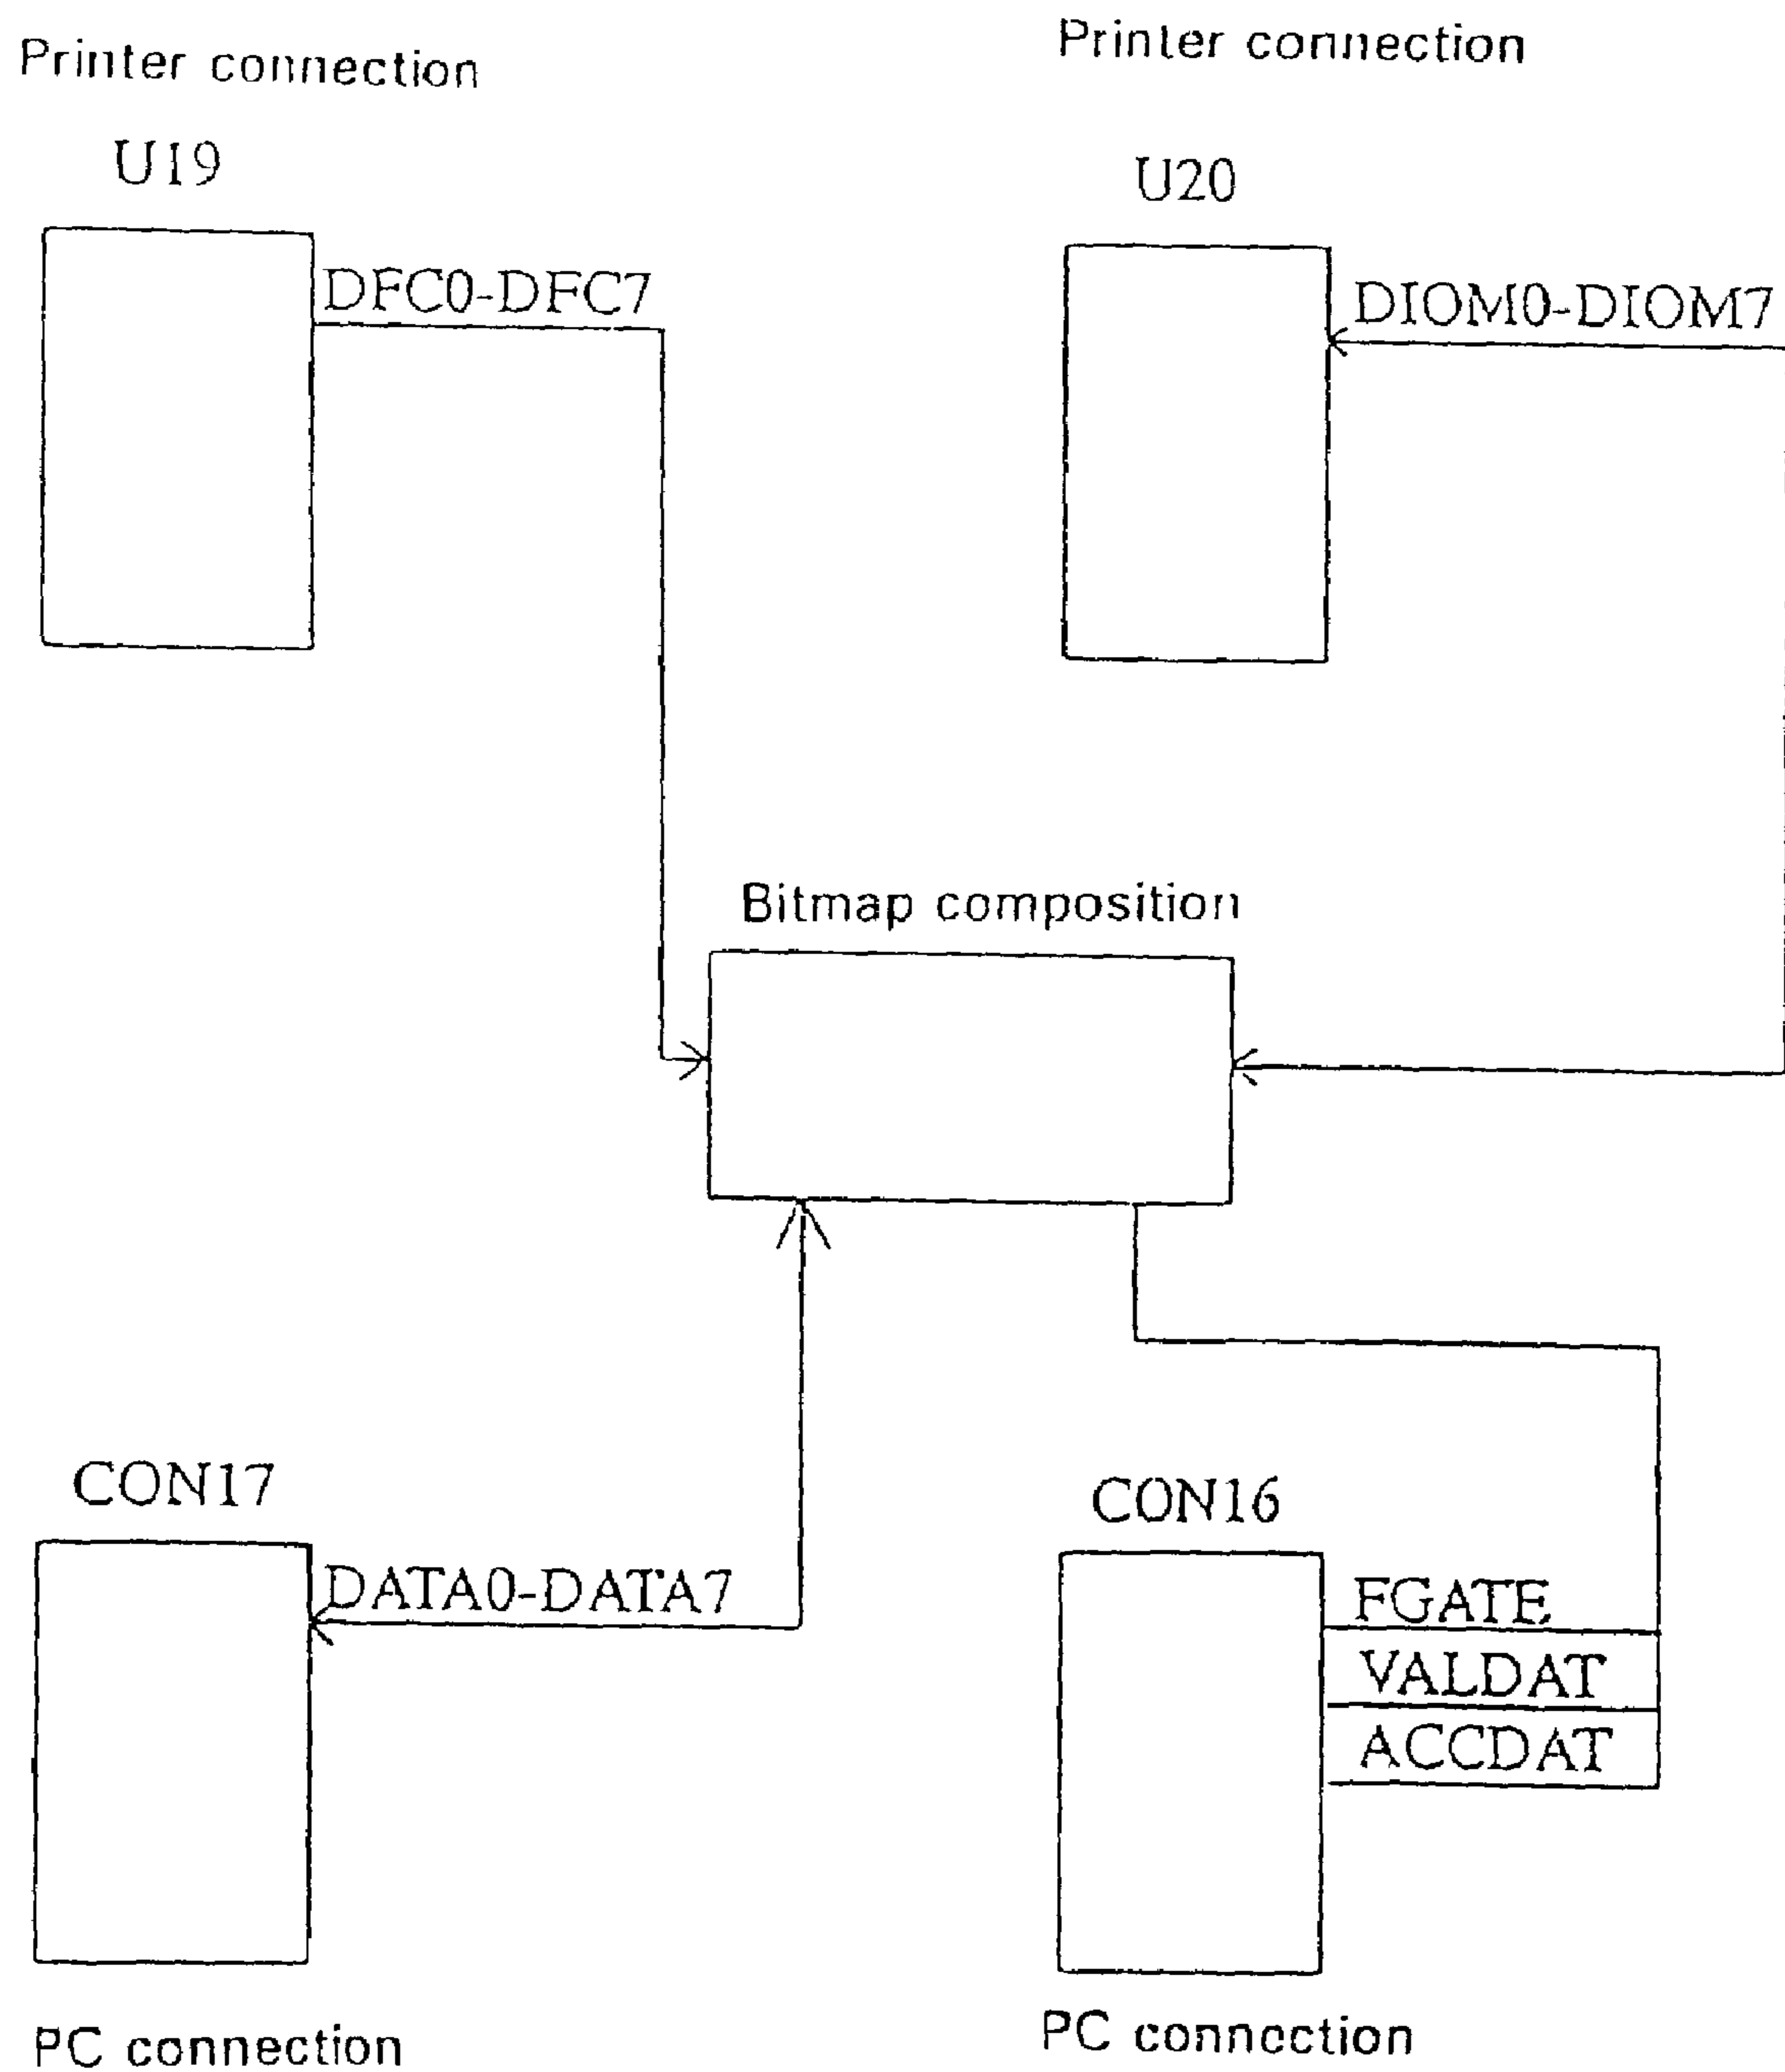 Printer connection
Printer connection
U19
U20
DFC0-DFC7
DIOM0-DIOM7
Bitmap composition
CON17
CON16
DATA0-DATA7
FGATE
VALDAT
ACCDAT
PC connection
PC connection